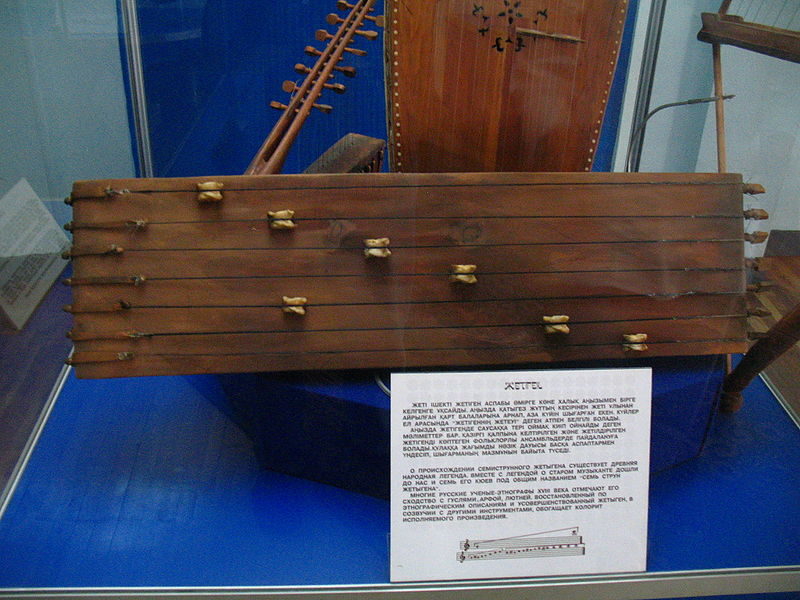 ЖЕТІГЕН
ЖЕТІ ІШЕКТІ ЖЕТІГЕН АСПАБЫ ӨМІРГЕ КӨНЕ ХАЛЫҚ АҢЫЗЫМЕН БІРГЕ
КЕЛГЕНГЕ ҰҚСАЙДЫ. АҢЫЗДА ҚАТЫГЕЗ ЖҰТТЫҢ КЕСІРІНЕН ЖЕТІ ҰЛЫНАН
АЙРЫЛҒАН ҚАРТ БАЛАЛАРЫНА АРНАП, АЗА КҮЙІН ШЫҒАРҒАН ЕКЕН. КҮЙЛЕР
ЕЛ АРАСЫНДА "ЖЕТІГЕННІҢ ЖЕТЕУІ" ДЕГЕН АТПЕН БЕЛГІЛІ БОЛАДЫ.
АҢЫЗДА ЖЕТІГЕНДЕ САУСАҚҚА ТЕРІ ОЙМАҚ КИІП ОЙНАЙДЫ ДЕГЕН
МӘЛІМЕТТЕР БАР. ҚАЗІРГІ ҚАЛПЫНА КЕЛТІРІЛГЕН ЖӘНЕ ЖЕТІЛДІРІЛГЕН
ЖЕТІГЕНДІ КӨПТЕГЕН ФОЛЬКЛОРЛЫ АНСАМБЛЬДЕРДЕ ПАЙДАЛАНУҒА
БОЛАДЫ. ҚҰЛАҚҚА ЖАҒЫМДЫ НӘЗІК ДАУЫСЫ БАСҚА АСПАПТАРМЕН
ҮНДЕСІП, ШЫҒАРМАНЫҢ МАЗМҰНЫН БАЙЫТА ТҮСЕДІ.
О ПРОИСХОЖДЕНИИ СЕМИСТРУННОГО ЖЕТЫГЕНА СУЩЕСТВУЕТ ДРЕВНЯЯ
НАРОДНАЯ ЛЕГЕНДА. ВМЕСТЕ С ЛЕГЕНДОЙ О СТАРОМ МУЗЫКАНТЕ ДОШЛИ
ДО НАС И СЕМЬ ЕГО КЮЕВ ПОД ОБЩИМ НАЗВАНИЕМ "СЕМЬ СТРУН
ЖЕТЫГЕНА".
МНОГИЕ РУССКИЕ УЧЕНЫЕ-ЭТНОГРАФЫ XVIII ВЕКА ОТМЕЧАЮТ ЕГО
СХОДСТВО С ГУСЛЯМИ, АРФОЙ, ЛЮТНЕЙ. ВОССТАНОВЛЕННЫЙ ПО
ЭТНОГРАФИЧЕСКИМ ОПИСАНИЯМ И УСОВЕРШЕНСТВОВАННЫЙ ЖЕТЫГЕН, В
СОЗВУЧИИ С ДРУГИМИ ИНСТРУМЕНТАМИ, ОБОГАЩАЕТ КОЛОРИТ
ИСПОЛНЯЕМОГО ПРОИЗВЕДЕНИЯ.